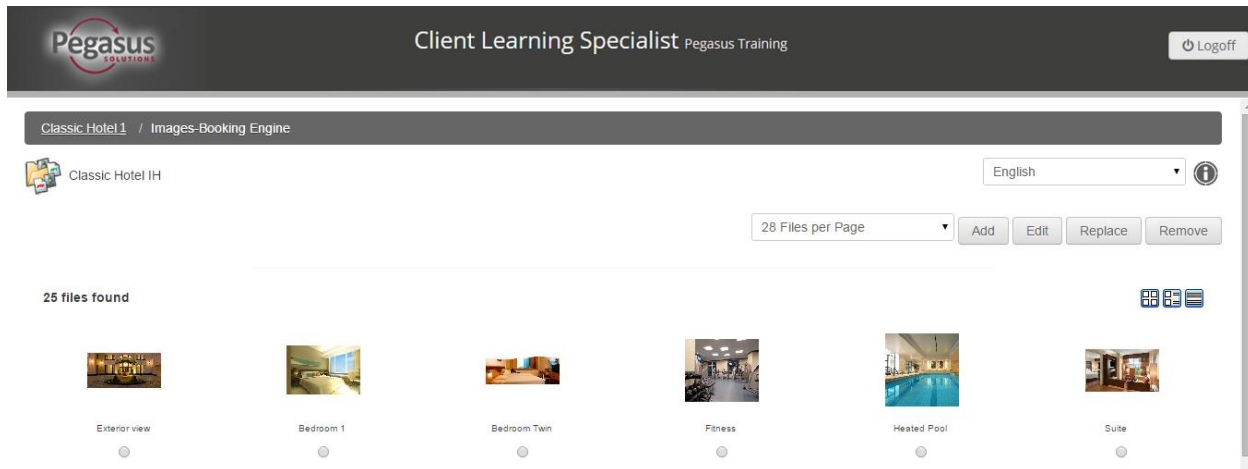 Pegasus
SOLUTIONS
Client Learning Specialist Pegasus Training
Logoff
Classic Hotel 1 / Images-Booking Engine
Classic Hotel IH
English
28 Files per Page
Add
Edit
Replace
Remove
25 files found
Exterior view
Bedroom 1
Bedroom Twin
Fitness
Heated Pool
Suite